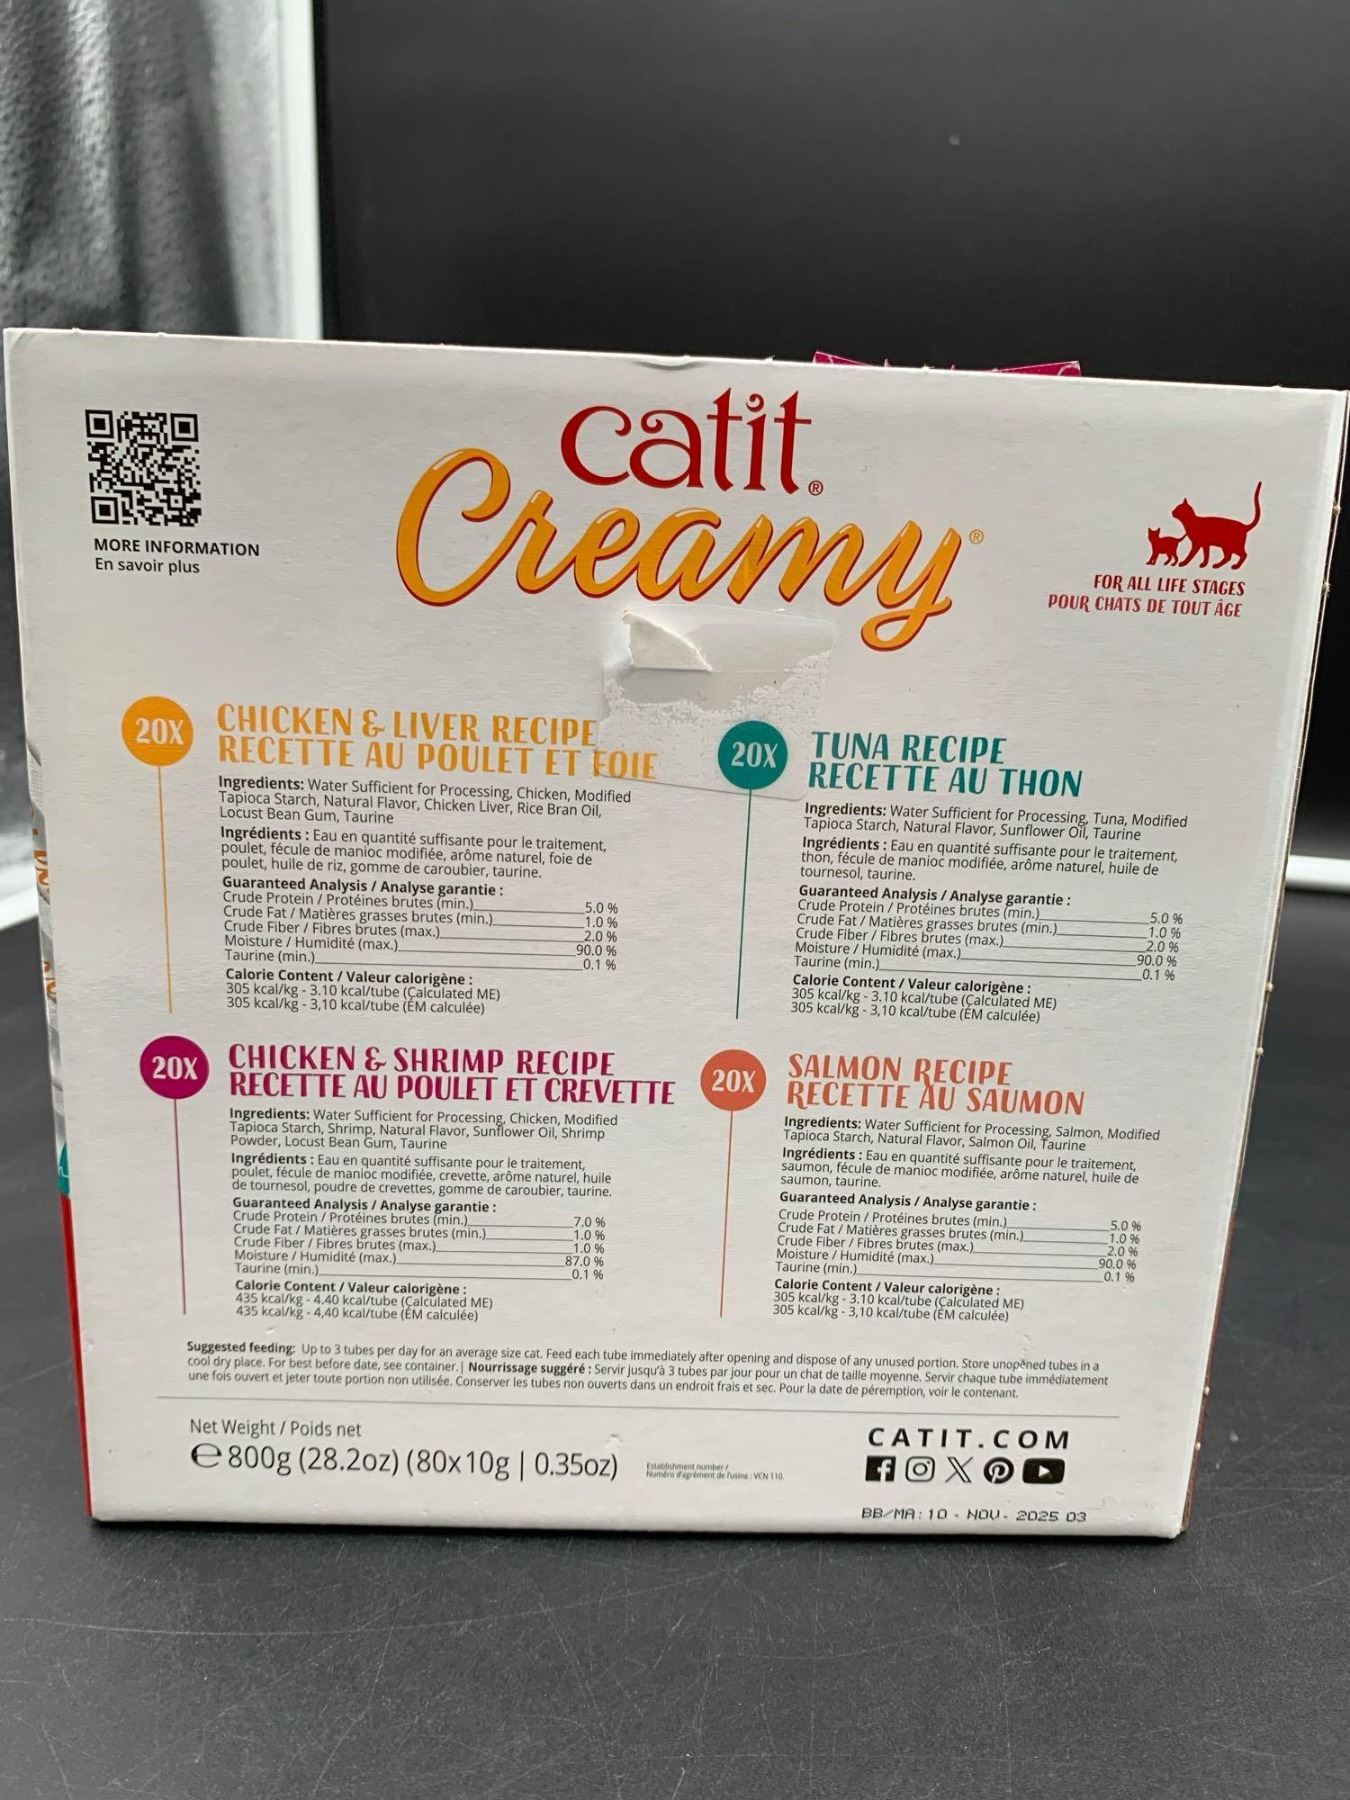 catit®
Creamy®
MORE INFORMATION
En savoir plus
FOR ALL LIFE STAGES
POUR CHATS DE TOUT ÂGE
20X
CHICKEN & LIVER RECIPE
RECETTE AU POULET ET FOIE
Ingredients: Water Sufficient for Processing, Chicken, Modified
Tapioca Starch, Natural Flavor, Chicken Liver, Rice Bran Oil,
Locust Bean Gum, Taurine
Ingrédients : Eau en quantité suffisante pour le traitement,
poulet, fécule de manioc modifiée, arôme naturel, foie de
poulet, huile de riz, gomme de caroubier, taurine.
Guaranteed Analysis / Analyse garantie :
Crude Protein / Protéines brutes (min.) 5.0 %
Crude Fat / Matières grasses brutes (min.) 1.0 %
Crude Fiber / Fibres brutes (max.) 2.0 %
Moisture / Humidité (max.) 90.0 %
Taurine (min.) 0.1 %
Calorie Content / Valeur calorigène :
305 kcal/kg - 3.10 kcal/tube (Calculated ME)
305 kcal/kg - 3,10 kcal/tube (ÉM calculée)
20X
TUNA RECIPE
RECETTE AU THON
Ingredients: Water Sufficient for Processing, Tuna, Modified
Tapioca Starch, Natural Flavor, Sunflower Oil, Taurine
Ingrédients : Eau en quantité suffisante pour le traitement,
thon, fécule de manioc modifiée, arôme naturel, huile de
tournesol, taurine.
Guaranteed Analysis / Analyse garantie :
Crude Protein / Protéines brutes (min.) 5.0 %
Crude Fat / Matières grasses brutes (min.) 1.0 %
Crude Fiber / Fibres brutes (max.) 2.0 %
Moisture / Humidité (max.) 90.0 %
Taurine (min.) 0.1 %
Calorie Content / Valeur calorigène :
305 kcal/kg - 3.10 kcal/tube (Calculated ME)
305 kcal/kg - 3,10 kcal/tube (ÉM calculée)
20X
CHICKEN & SHRIMP RECIPE
RECETTE AU POULET ET CREVETTE
Ingredients: Water Sufficient for Processing, Chicken, Modified
Tapioca Starch, Shrimp, Natural Flavor, Sunflower Oil, Shrimp
Powder, Locust Bean Gum, Taurine
Ingrédients : Eau en quantité suffisante pour le traitement,
poulet, fécule de manioc modifiée, crevette, arôme naturel, huile
de tournesol, poudre de crevettes, gomme de caroubier, taurine.
Guaranteed Analysis / Analyse garantie :
Crude Protein / Protéines brutes (min.) 7.0 %
Crude Fat / Matières grasses brutes (min.) 1.0 %
Crude Fiber / Fibres brutes (max.) 1.0 %
Moisture / Humidité (max.) 87.0 %
Taurine (min.) 0.1 %
Calorie Content / Valeur calorigène :
435 kcal/kg - 4.40 kcal/tube (Calculated ME)
435 kcal/kg - 4,40 kcal/tube (ÉM calculée)
20X
SALMON RECIPE
RECETTE AU SAUMON
Ingredients: Water Sufficient for Processing, Salmon, Modified
Tapioca Starch, Natural Flavor, Salmon Oil, Taurine
Ingrédients : Eau en quantité suffisante pour le traitement,
saumon, fécule de manioc modifiée, arôme naturel, huile de
saumon, taurine.
Guaranteed Analysis / Analyse garantie :
Crude Protein / Protéines brutes (min.) 5.0 %
Crude Fat / Matières grasses brutes (min.) 1.0 %
Crude Fiber / Fibres brutes (max.) 2.0 %
Moisture / Humidité (max.) 90.0 %
Taurine (min.) 0.1 %
Calorie Content / Valeur calorigène :
305 kcal/kg - 3.10 kcal/tube (Calculated ME)
305 kcal/kg - 3,10 kcal/tube (ÉM calculée)
Suggested feeding: Up to 3 tubes per day for an average size cat. Feed each tube immediately after opening and dispose of any unused portion. Store unopened tubes in a
cool dry place. For best before date, see container. | Nourrissage suggéré : Servir jusqu'à 3 tubes par jour pour un chat de taille moyenne. Servir chaque tube immédiatement
une fois ouvert et jeter toute portion non utilisée. Conserver les tubes non ouverts dans un endroit frais et sec. Pour la date de péremption, voir le contenant.
Net Weight / Poids net
℮ 800g (28.2oz) (80x10g | 0.35oz)
Establishment number /
Numéro d'agrément de l'usine : VCN 110.
CATIT.COM
BB/MA: 10 - NOV - 2025 03